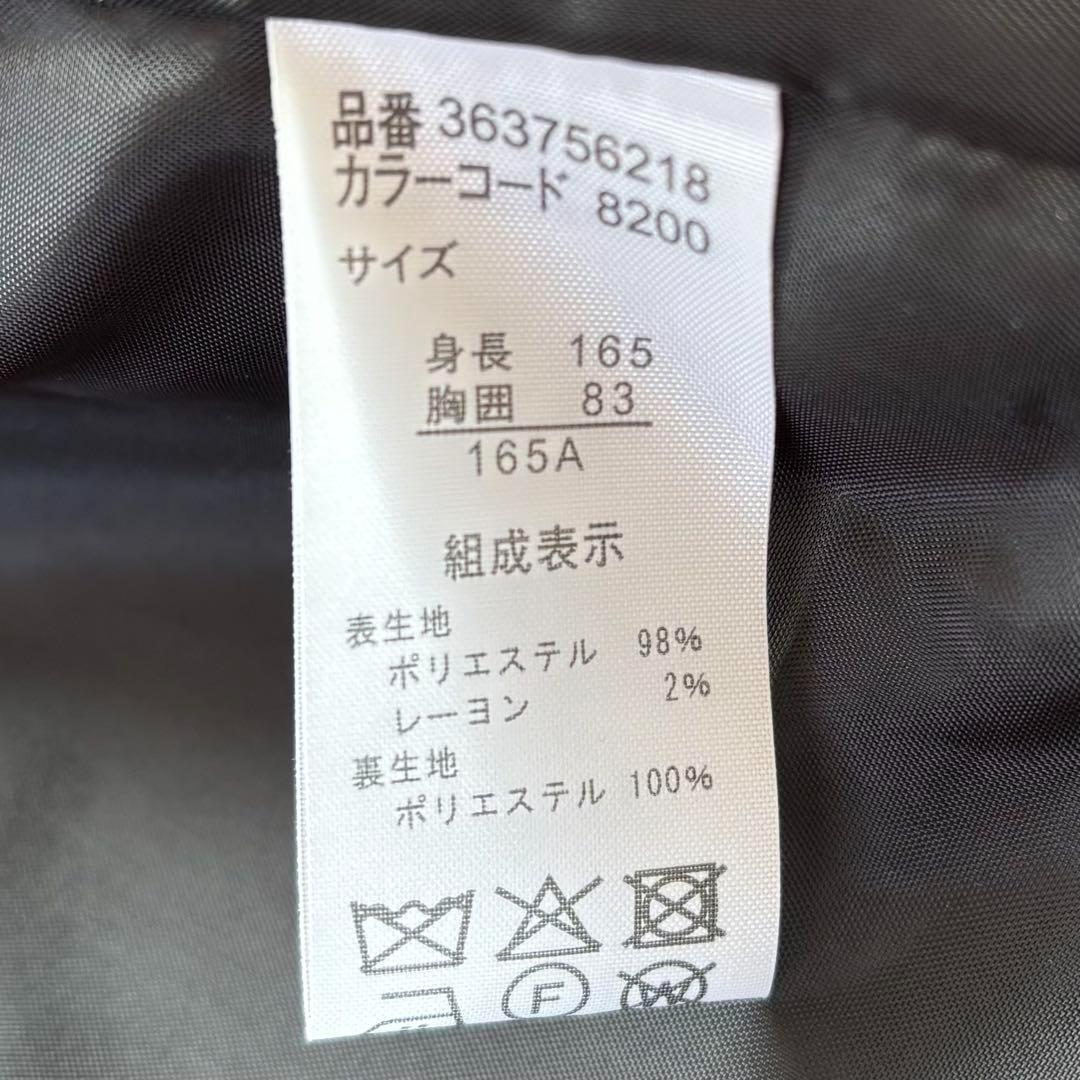 品番 363756218
カラーコード 8200
サイズ
身長 165
胸囲 83
165A
組成表示
表生地
ポリエステル 98%
レーヨン 2%
裏生地
ポリエステル 100%
F
W